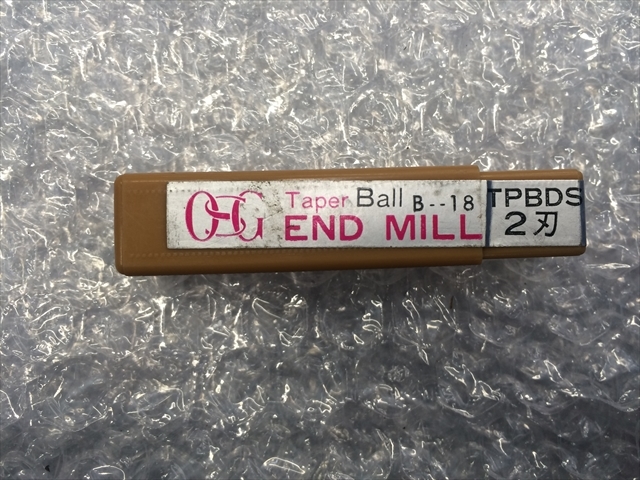 OSG Taper Ball B--18 TPBDS
END MILL 2刃